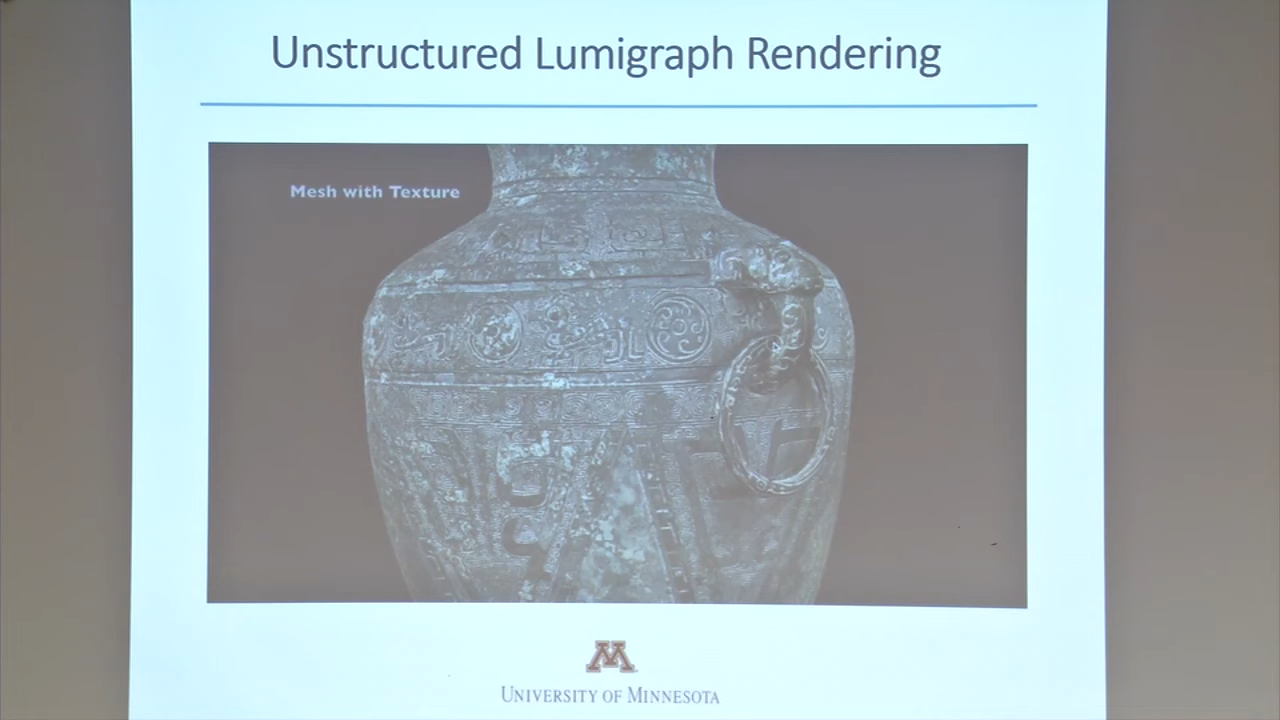 Unstructured Lumigraph Rendering
Mesh with Texture
M
UNIVERSITY OF MINNESOTA